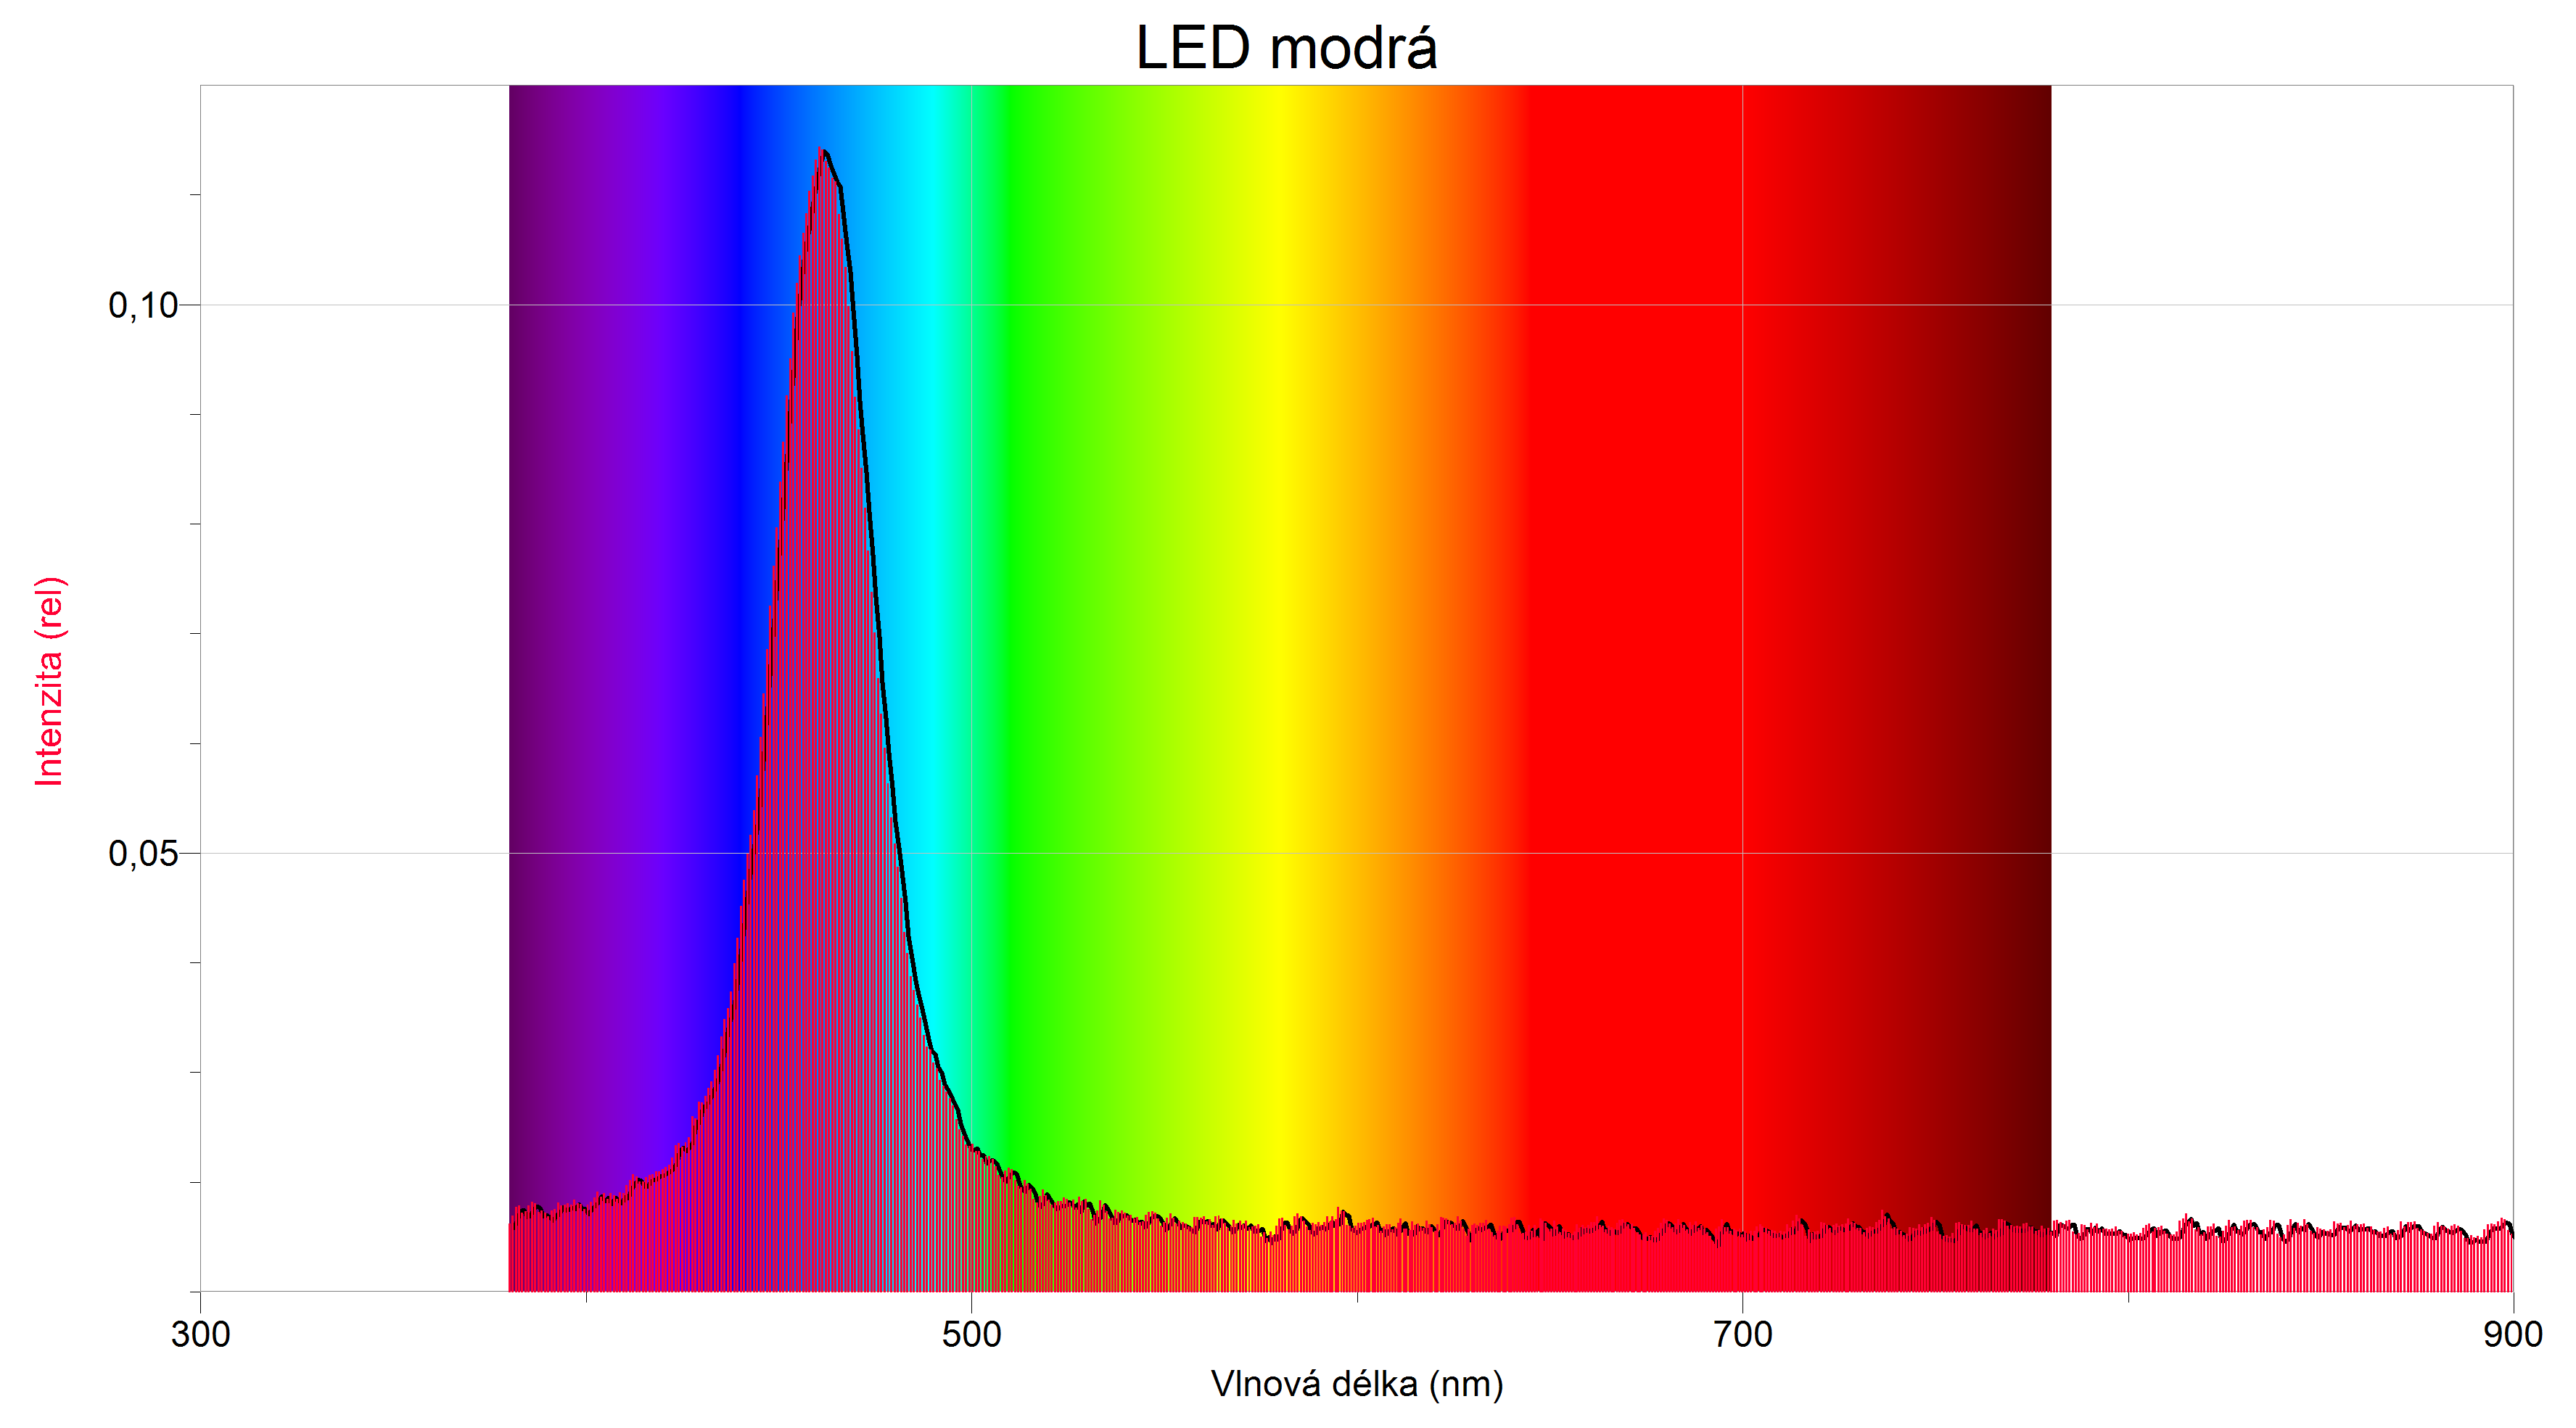 LED modrá
0,10
0,05
Intenzita (rel)
300 500 700 900
Vlnová délka (nm)